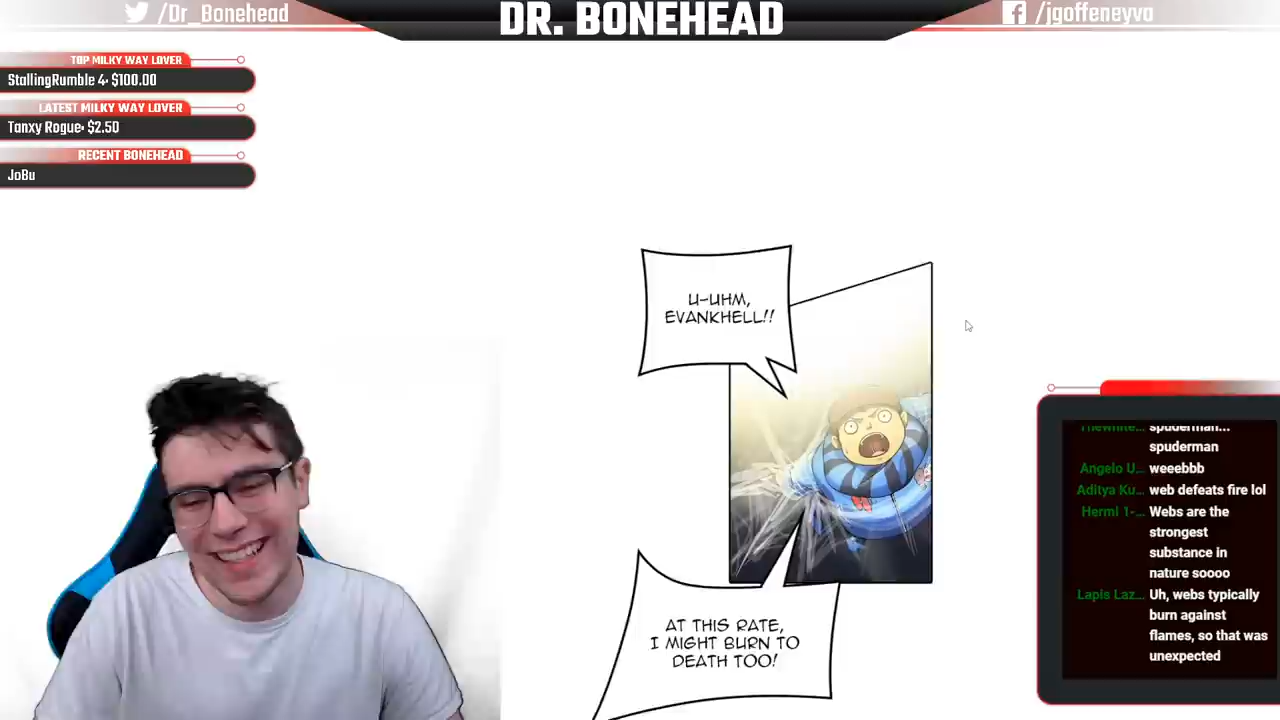 /Dr_Bonehead
DR. BONEHEAD
/jgoffeneyva
TOP MILKY WAY LOVER
StallingRumble 4• $100.00
LATEST MILKY WAY LOVER
Tanxy Rogue• $2.50
RECENT BONEHEAD
JoBu
U-UHM,
EVANKHELL!!
AT THIS RATE,
I MIGHT BURN TO
DEATH TOO!
Thewhite... spuderman...
spuderman
Angelo U... weeebbb
Aditya Ku... web defeats fire lol
Hermi 1-... Webs are the
strongest
substance in
nature soooo
Lapis Laz... Uh, webs typically
burn against
flames, so that was
unexpected